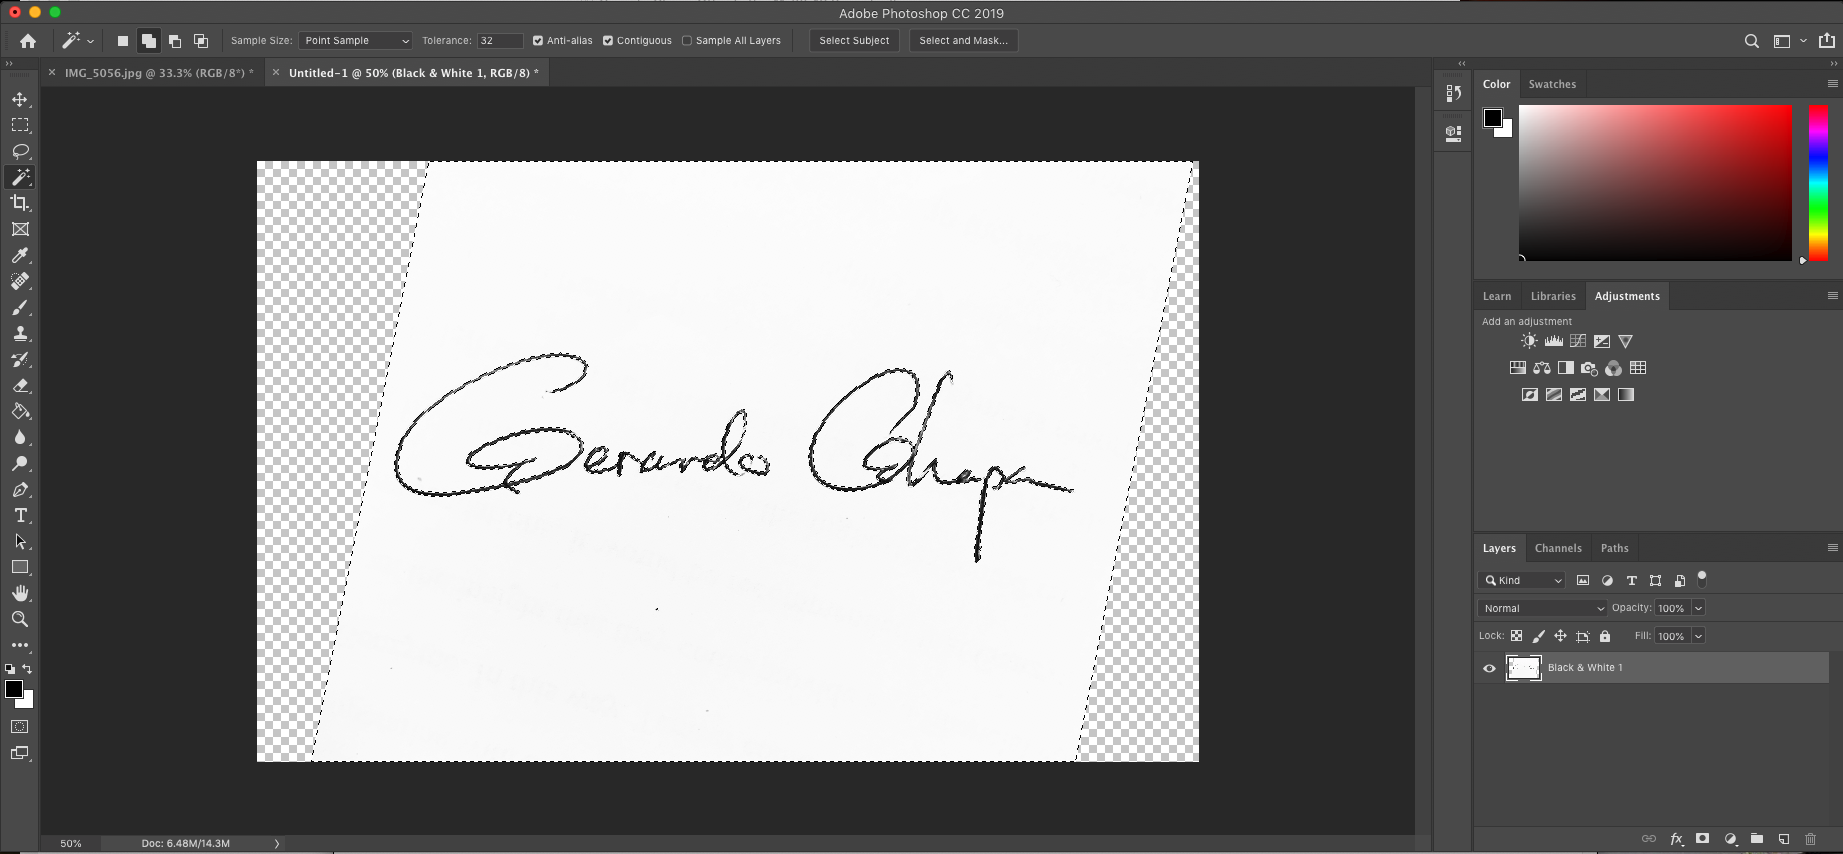 Adobe Photoshop CC 2019
Sample Size: Point Sample Tolerance: 32 Anti-alias Contiguous Sample All Layers Select Subject Select and Mask...
IMG_5056.jpg @ 33.3% (RGB/8*) * Untitled-1 @ 50% (Black & White 1, RGB/8) *
Color Swatches
Learn Libraries Adjustments
Add an adjustment
Gerardo Chapa
Layers Channels Paths
Kind
Normal Opacity: 100%
Lock: Fill: 100%
Black & White 1
50% Doc: 6.48M/14.3M